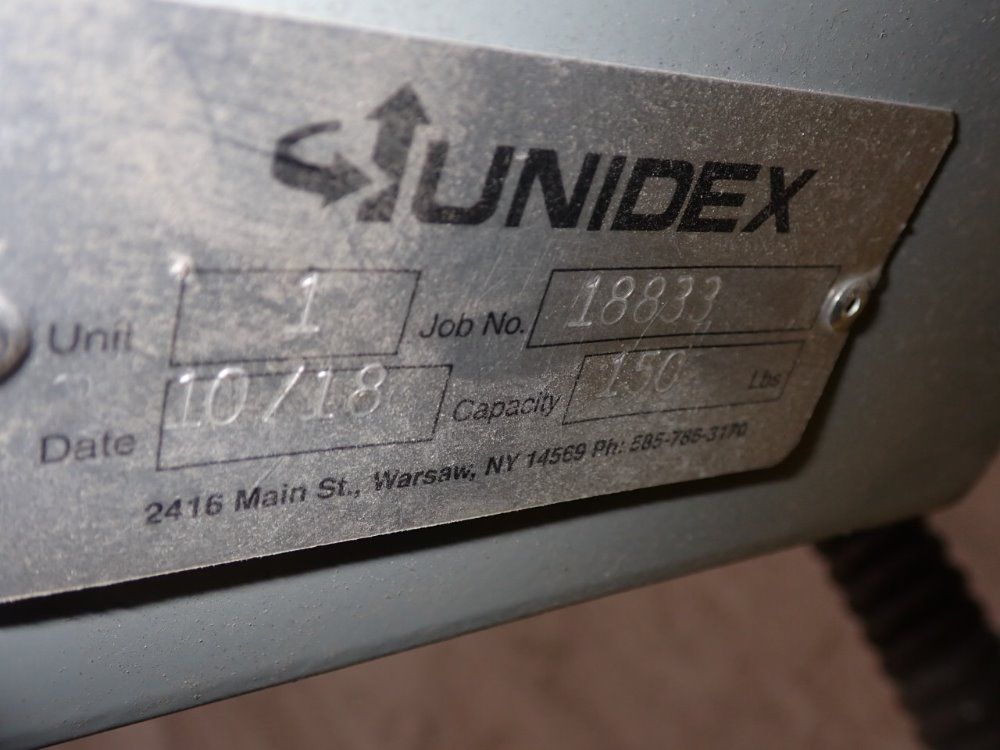 UNIDEX
Unit 1 Job No. 18833
Date 10/18 Capacity 150 Lbs
2416 Main St., Warsaw, NY 14569 Ph: 585-786-3170